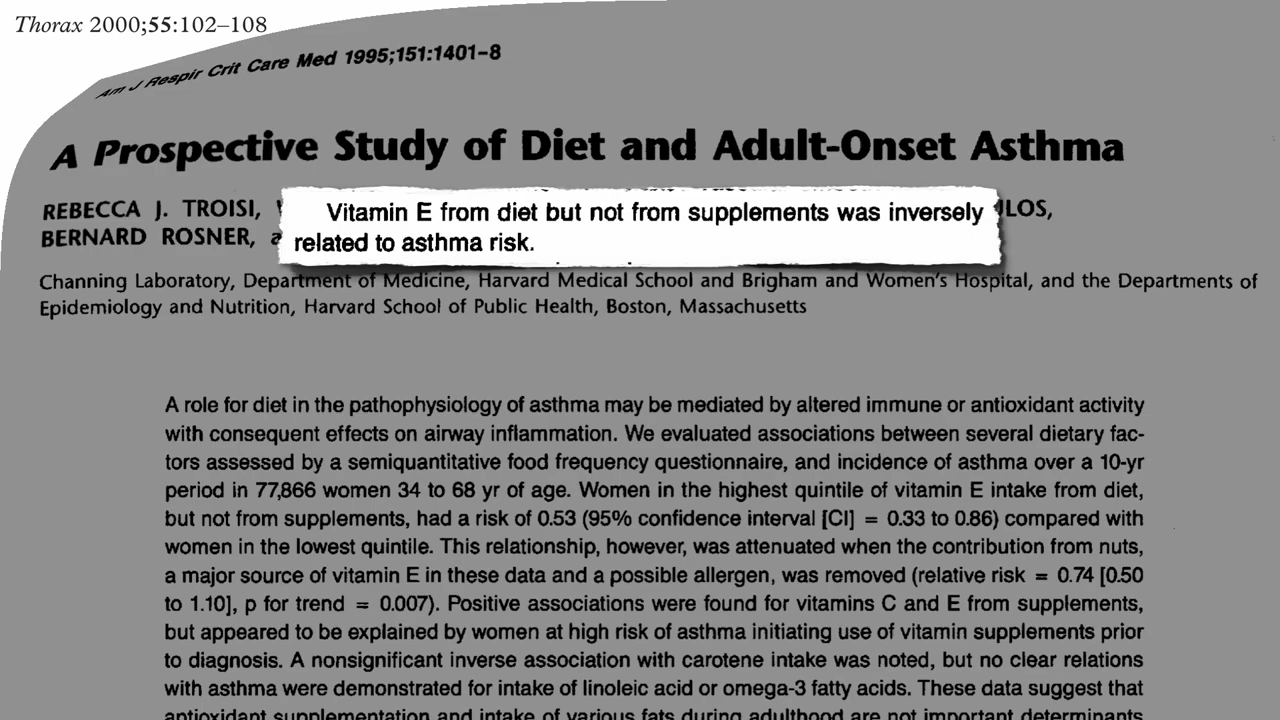 Thorax 2000;55:102–108
Am J Respir Crit Care Med 1995;151:1401–8
A Prospective Study of Diet and Adult-Onset Asthma
REBECCA J. TROISI,
Vitamin E from diet but not from supplements was inversely
related to asthma risk.
BERNARD ROSNER,
Channing Laboratory, Department of Medicine, Harvard Medical School and Brigham and Women's Hospital, and the Departments of
Epidemiology and Nutrition, Harvard School of Public Health, Boston, Massachusetts
A role for diet in the pathophysiology of asthma may be mediated by altered immune or antioxidant activity
with consequent effects on airway inflammation. We evaluated associations between several dietary fac-
tors assessed by a semiquantitative food frequency questionnaire, and incidence of asthma over a 10-yr
period in 77,866 women 34 to 68 yr of age. Women in the highest quintile of vitamin E intake from diet,
but not from supplements, had a risk of 0.53 (95% confidence interval [CI] = 0.33 to 0.86) compared with
women in the lowest quintile. This relationship, however, was attenuated when the contribution from nuts,
a major source of vitamin E in these data and a possible allergen, was removed (relative risk = 0.74 [0.50
to 1.10], p for trend = 0.007). Positive associations were found for vitamins C and E from supplements,
but appeared to be explained by women at high risk of asthma initiating use of vitamin supplements prior
to diagnosis. A nonsignificant inverse association with carotene intake was noted, but no clear relations
with asthma were demonstrated for intake of linoleic acid or omega-3 fatty acids. These data suggest that
antioxidant supplementation and intake of various fats during adulthood are not important determinants